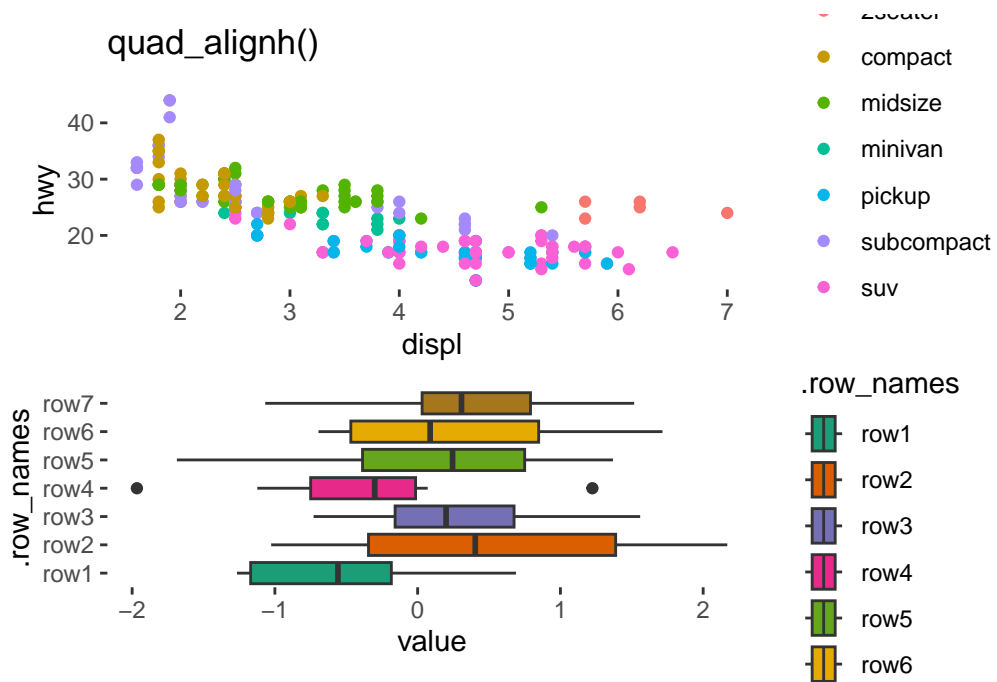 quad_alignh()
compact
midsize
minivan
pickup
subcompact
suv
hwy
40
30
20
2 3 4 5 6 7
displ
.row_names
row7
row6
row5
row4
row3
row2
row1
−2 −1 0 1 2
value
.row_names
row1
row2
row3
row4
row5
row6